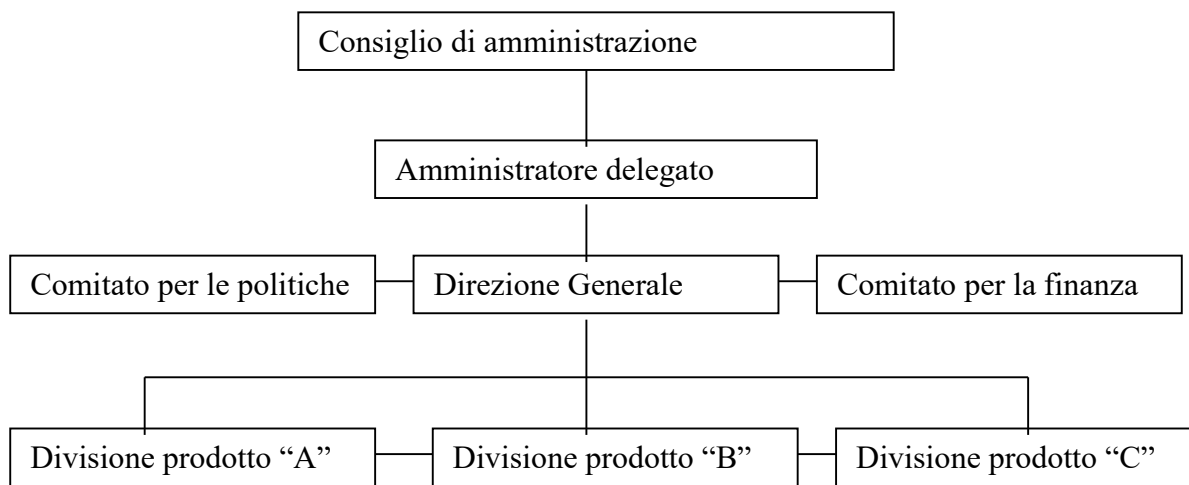 Consiglio di amministrazione
Amministratore delegato
Comitato per le politiche
Direzione Generale
Comitato per la finanza
Divisione prodotto “A”
Divisione prodotto “B”
Divisione prodotto “C”